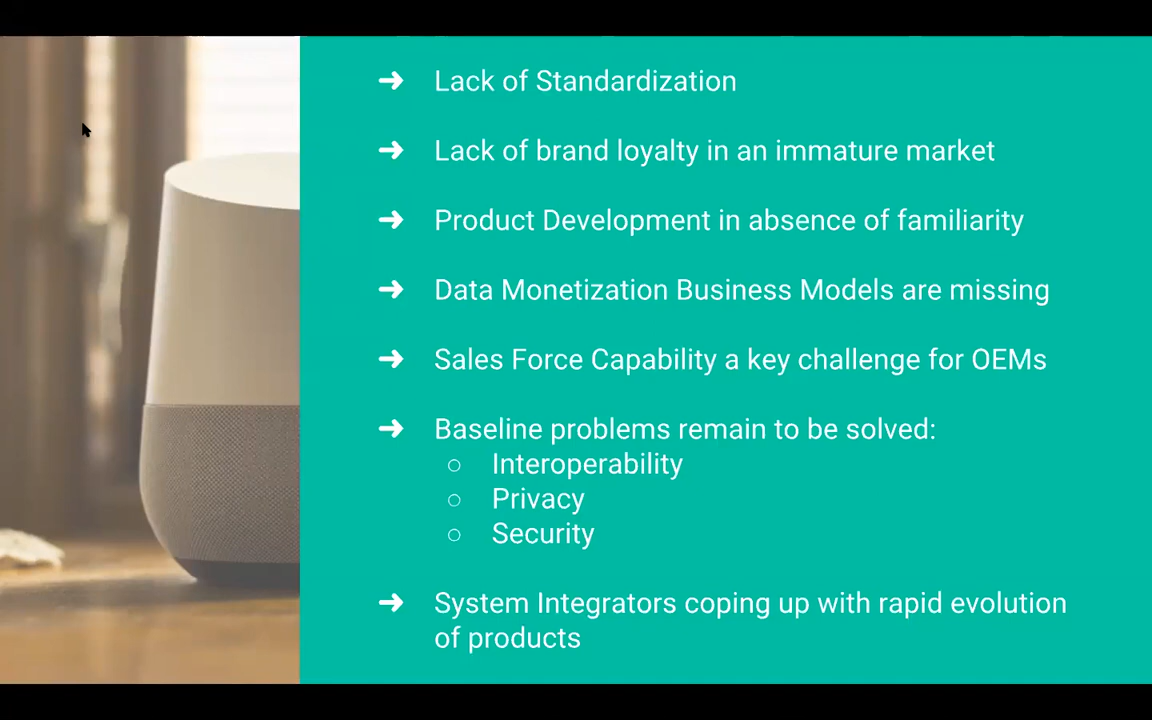 ➜ Lack of Standardization
➜ Lack of brand loyalty in an immature market
➜ Product Development in absence of familiarity
➜ Data Monetization Business Models are missing
➜ Sales Force Capability a key challenge for OEMs
➜ Baseline problems remain to be solved:
○ Interoperability
○ Privacy
○ Security
➜ System Integrators coping up with rapid evolution
of products